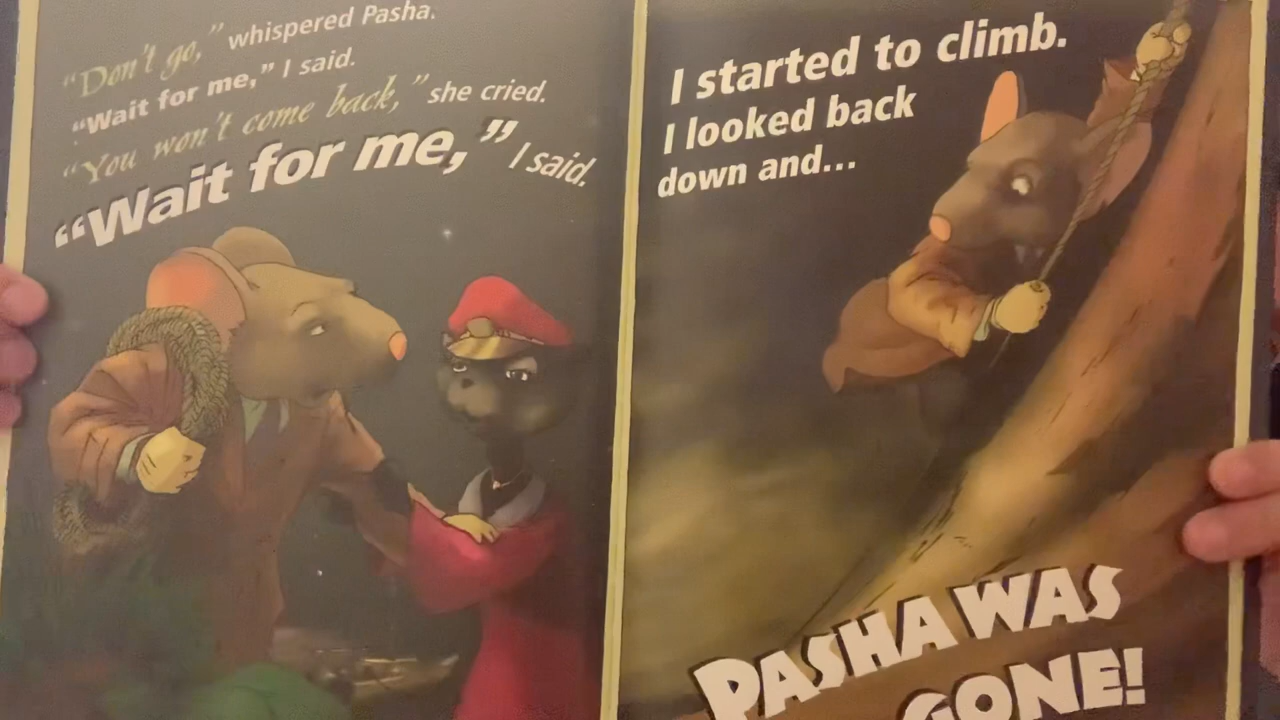 “Don't go,” whispered Pasha.
“Wait for me,” I said.
“You won't come back,” she cried.
“Wait for me,” I said.
I started to climb.
I looked back
down and...
PASHA WAS
GONE!